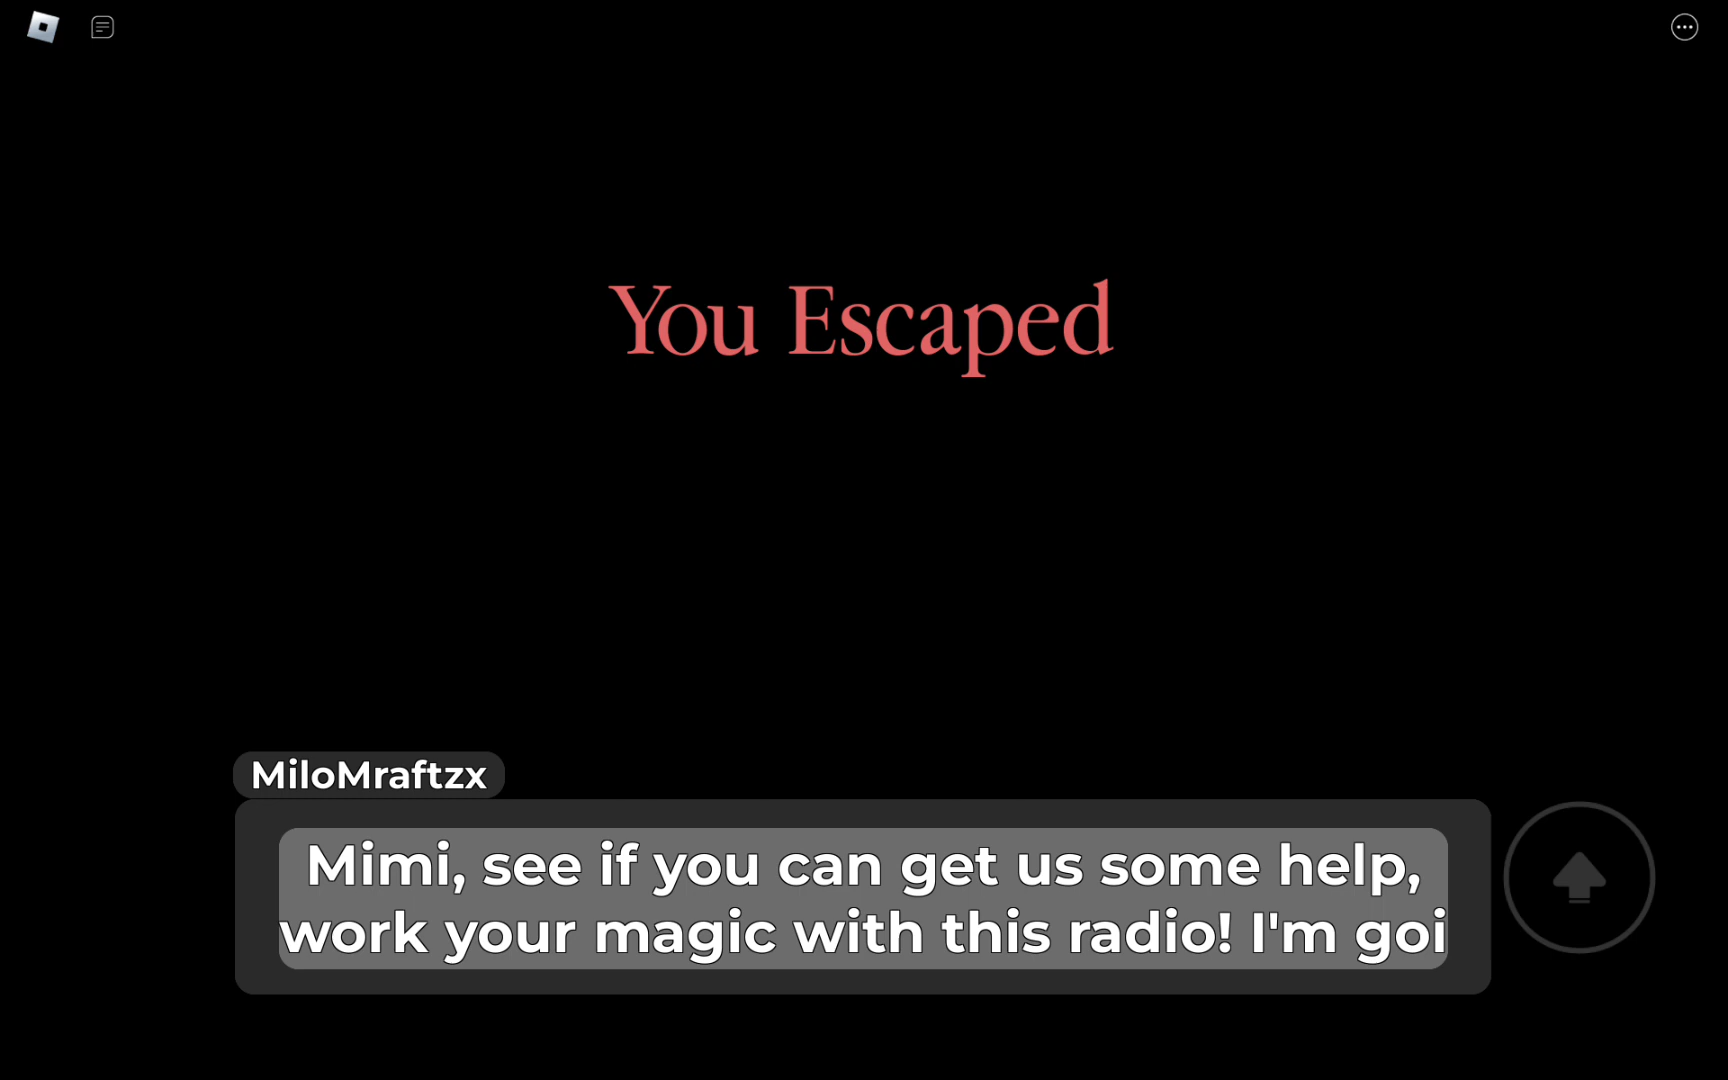 You Escaped
MiloMraftzx
Mimi, see if you can get us some help,
work your magic with this radio! I'm goi